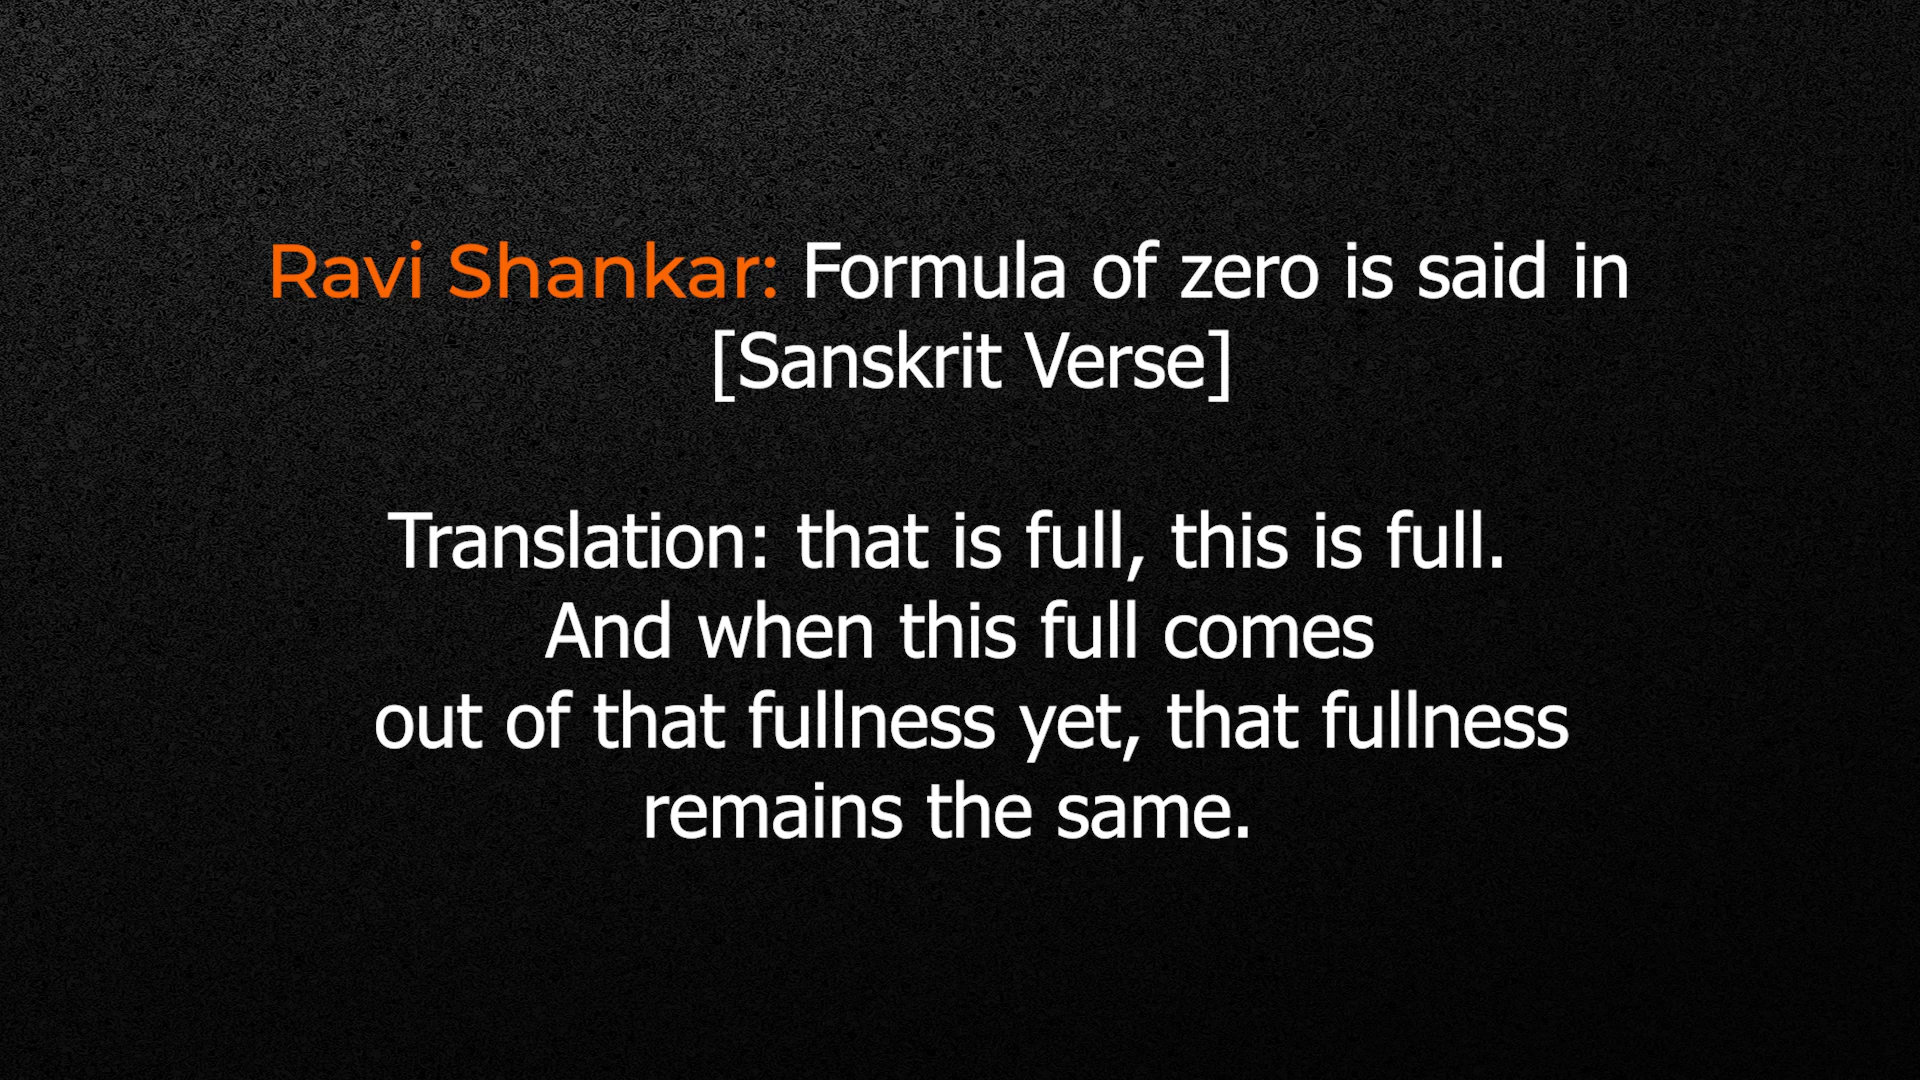 Ravi Shankar: Formula of zero is said in
[Sanskrit Verse]
Translation: that is full, this is full.
And when this full comes
out of that fullness yet, that fullness
remains the same.